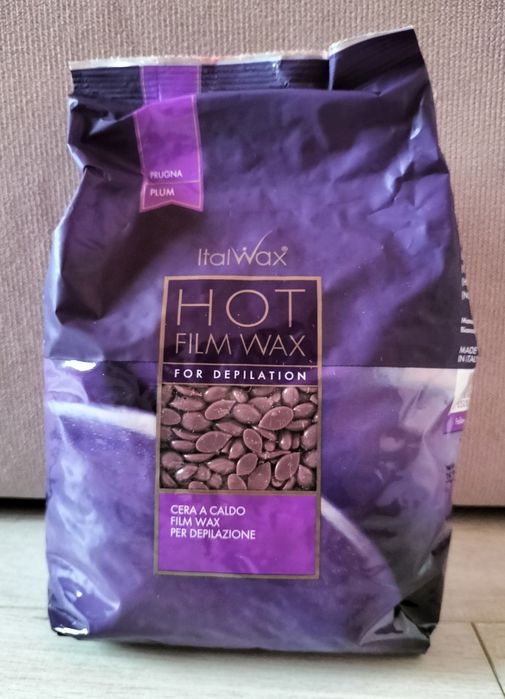 PRUGNA
PLUM
ItalWax®
HOT
FILM WAX
FOR DEPILATION
CERA A CALDO
FILM WAX
PER DEPILAZIONE
MADE
IN ITAL